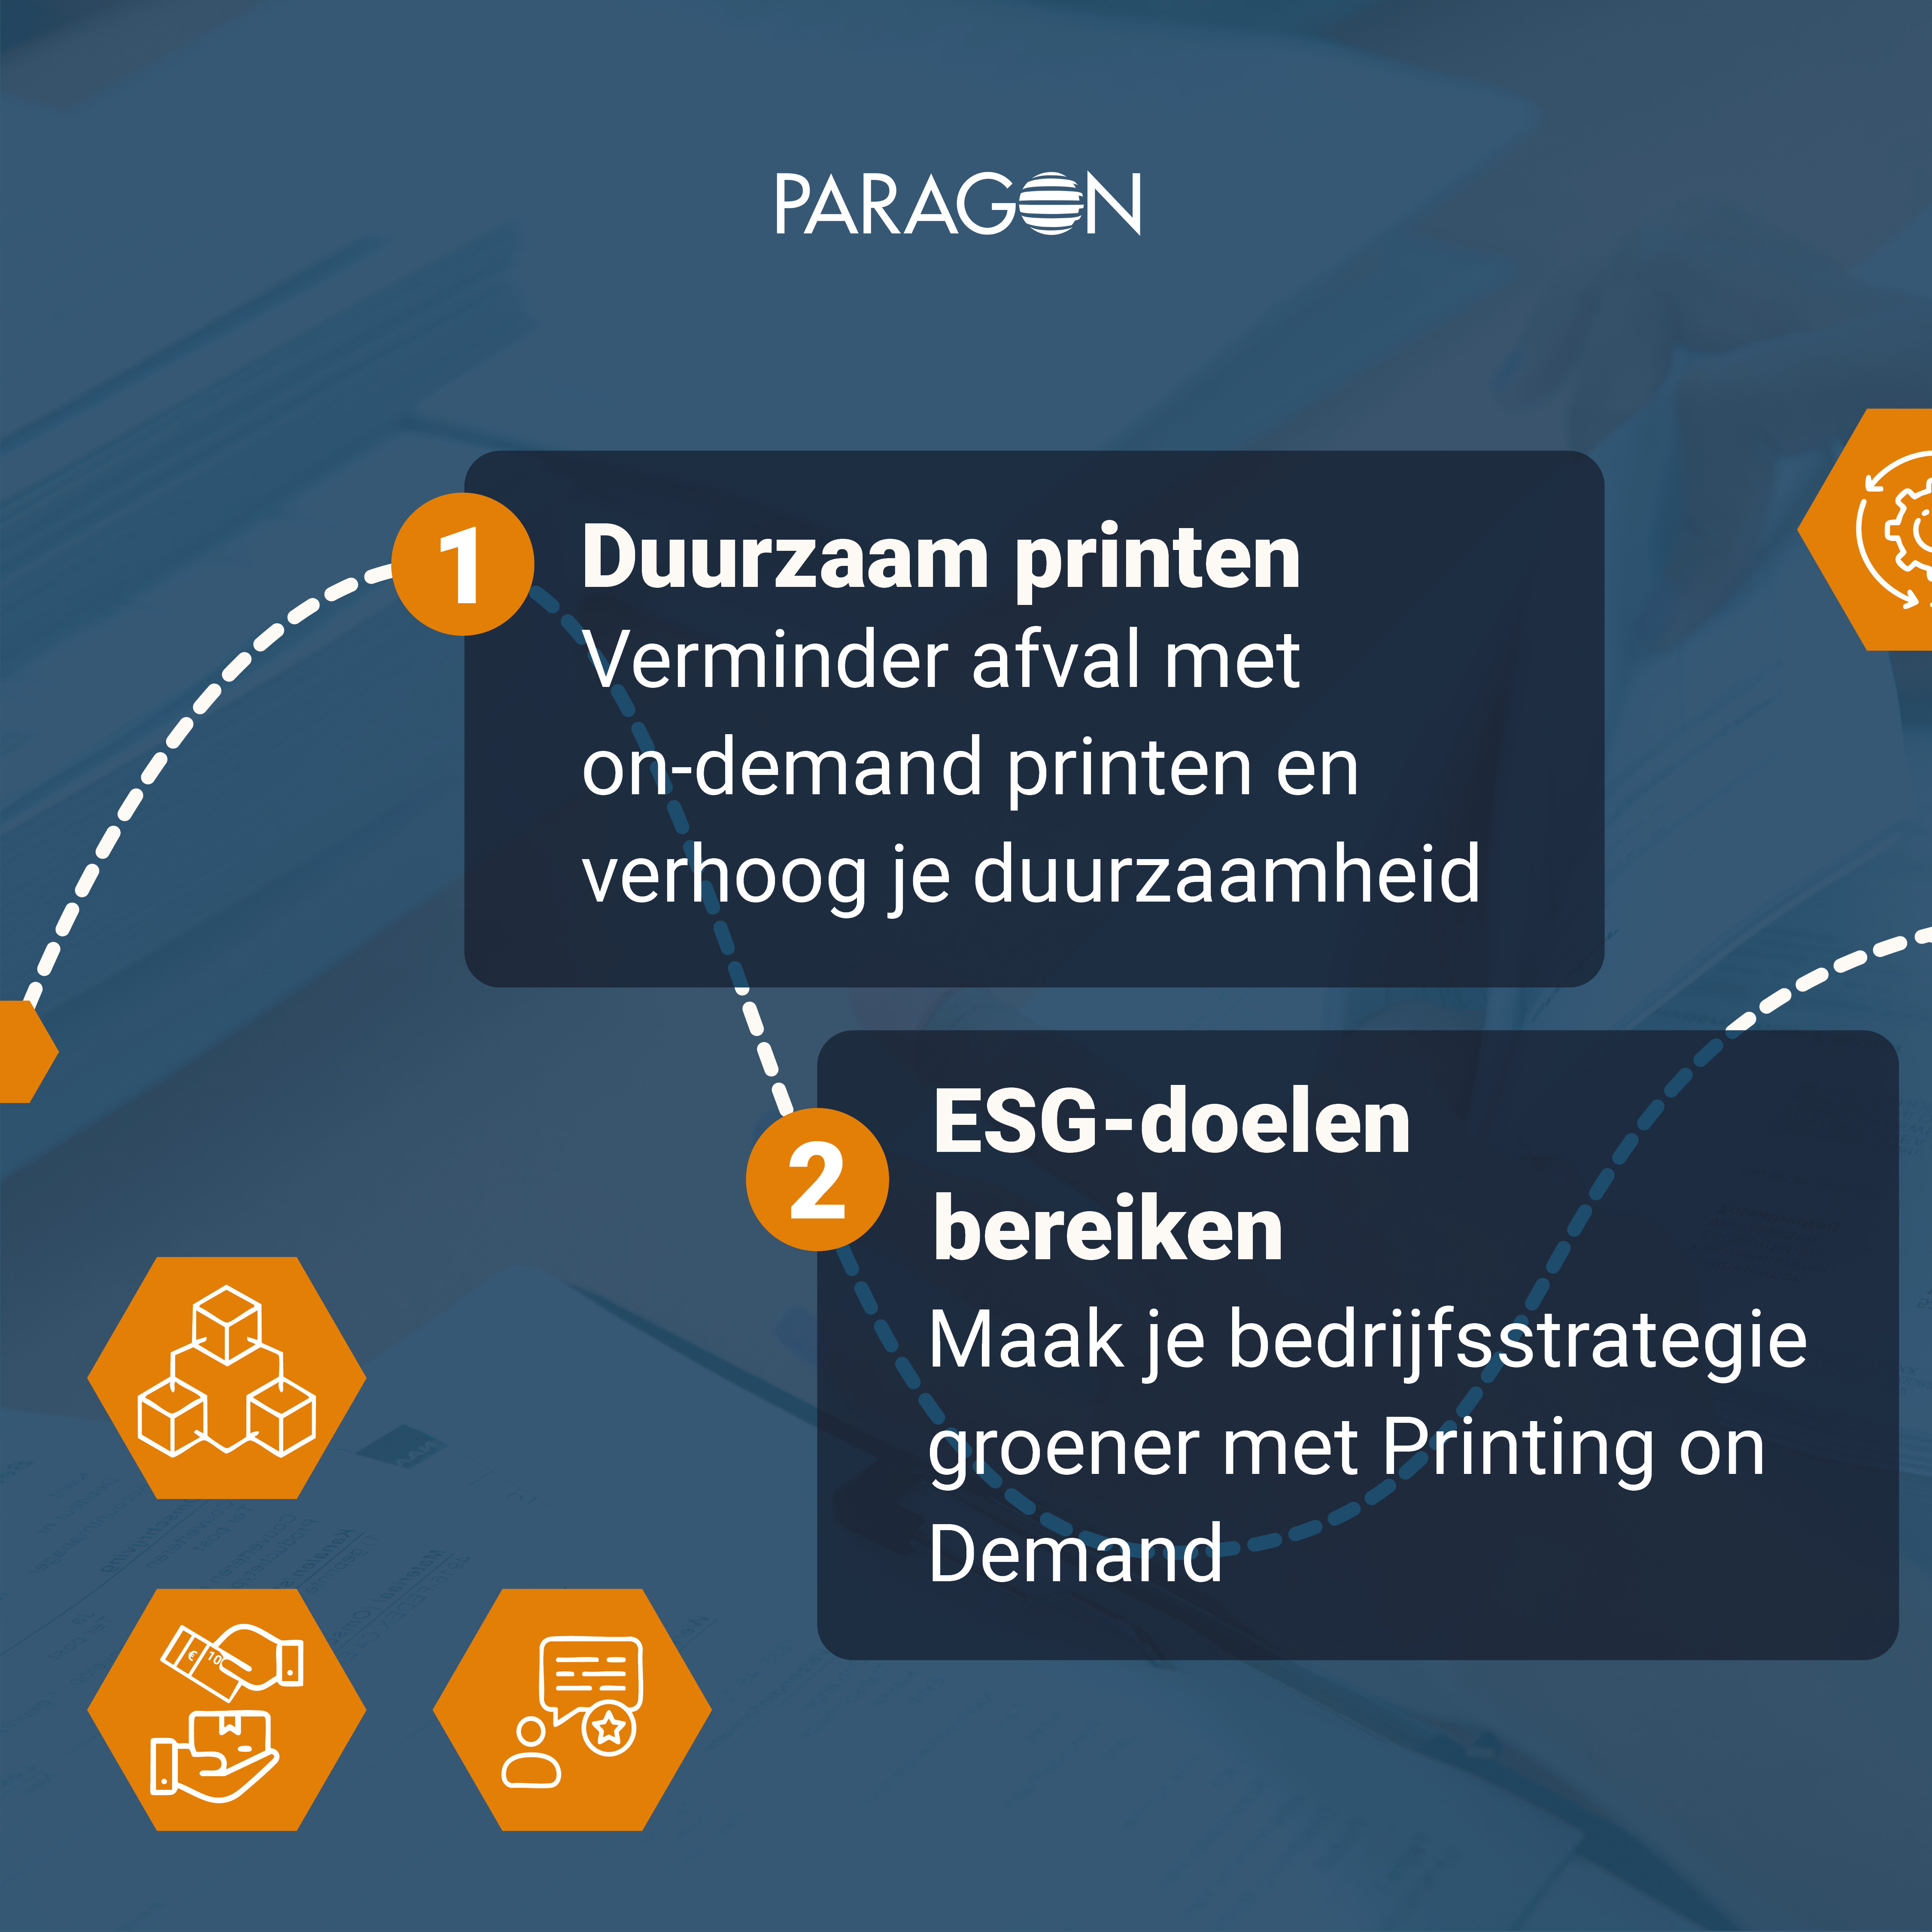 PARAGON
1
Duurzaam printen
Verminder afval met
on-demand printen en
verhoog je duurzaamheid
2
ESG-doelen
bereiken
Maak je bedrijfsstrategie
groener met Printing on
Demand
€ 10